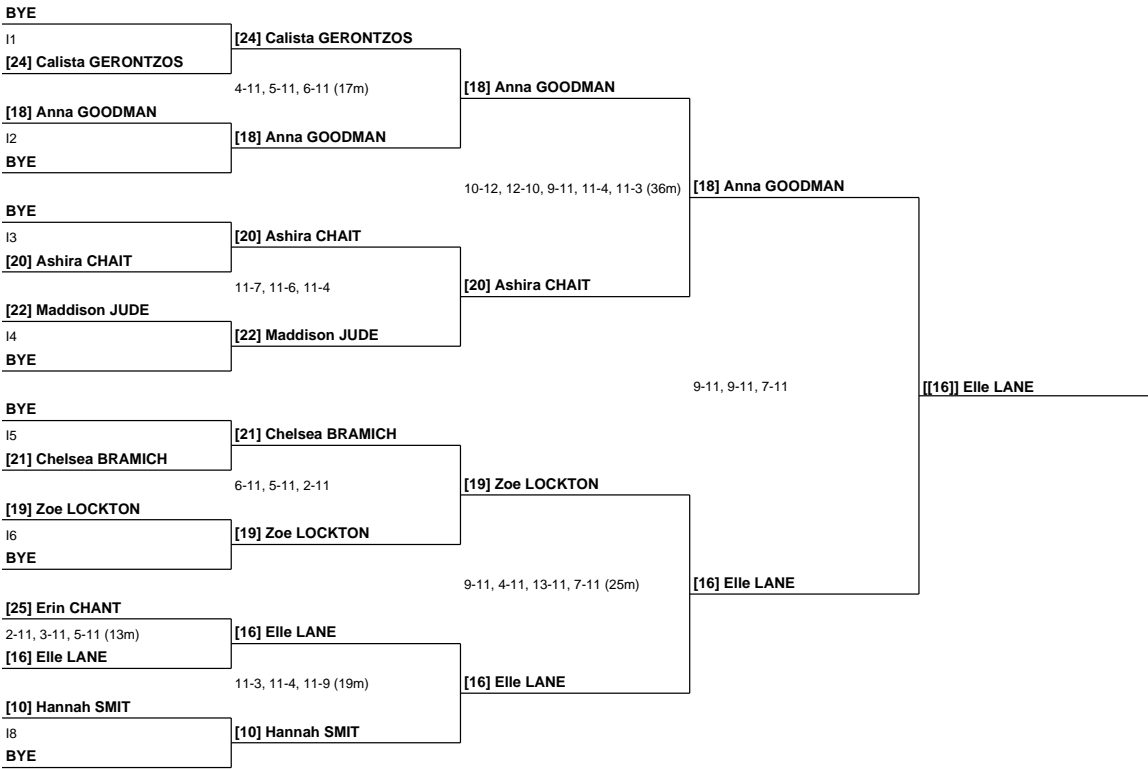 BYE
I1
[24] Calista GERONTZOS
[18] Anna GOODMAN
I2
BYE
BYE
I3
[20] Ashira CHAIT
[22] Maddison JUDE
I4
BYE
BYE
I5
[21] Chelsea BRAMICH
[19] Zoe LOCKTON
I6
BYE
[25] Erin CHANT
2-11, 3-11, 5-11 (13m)
[16] Elle LANE
[10] Hannah SMIT
I8
BYE
[24] Calista GERONTZOS
4-11, 5-11, 6-11 (17m)
[18] Anna GOODMAN
[20] Ashira CHAIT
11-7, 11-6, 11-4
[22] Maddison JUDE
[21] Chelsea BRAMICH
6-11, 5-11, 2-11
[19] Zoe LOCKTON
[16] Elle LANE
11-3, 11-4, 11-9 (19m)
[10] Hannah SMIT
[18] Anna GOODMAN
10-12, 12-10, 9-11, 11-4, 11-3 (36m)
[20] Ashira CHAIT
[19] Zoe LOCKTON
9-11, 4-11, 13-11, 7-11 (25m)
[16] Elle LANE
[18] Anna GOODMAN
9-11, 9-11, 7-11
[16] Elle LANE
[[16]] Elle LANE